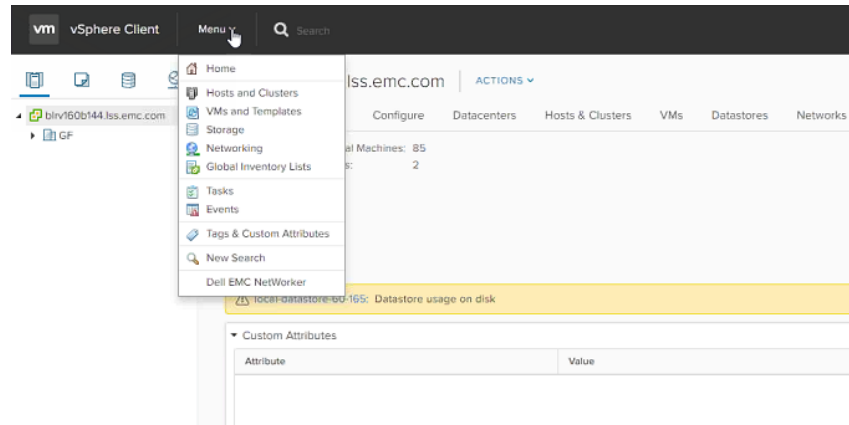 vm vSphere Client Menu Search
Home
Hosts and Clusters
VMs and Templates
Storage
Networking
Global Inventory Lists
Tasks
Events
Tags & Custom Attributes
New Search
Dell EMC NetWorker
blrv160b144.lss.emc.com
GF
lss.emc.com ACTIONS
Configure Datacenters Hosts & Clusters VMs Datastores Networks
al Machines: 85
s: 2
local-datastore-60-165: Datastore usage on disk
Custom Attributes
Attribute Value